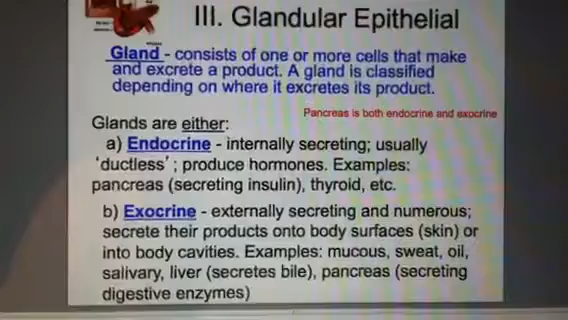 III. Glandular Epithelial
Gland - consists of one or more cells that make
and excrete a product. A gland is classified
depending on where it excretes its product.
Pancreas is both endocrine and exocrine
Glands are either:
a) Endocrine - internally secreting; usually
'ductless'; produce hormones. Examples:
pancreas (secreting insulin), thyroid, etc.
b) Exocrine - externally secreting and numerous;
secrete their products onto body surfaces (skin) or
into body cavities. Examples: mucous, sweat, oil,
salivary, liver (secretes bile), pancreas (secreting
digestive enzymes)